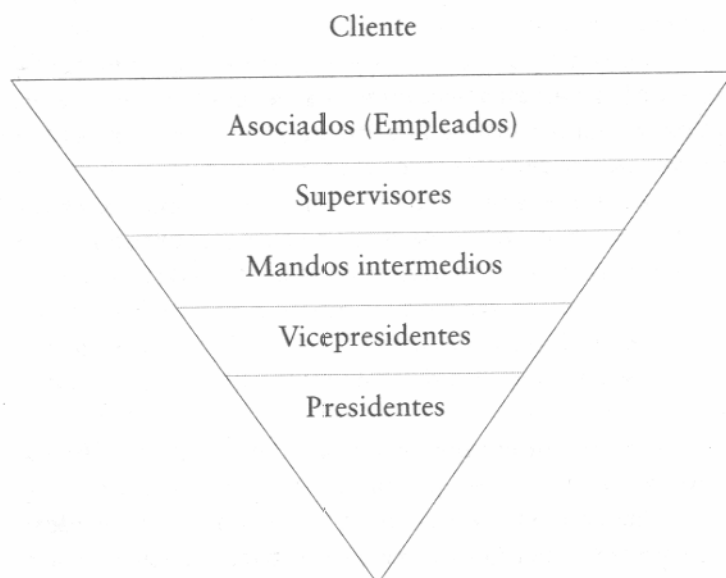 Cliente
Asociados (Empleados)
Supervisores
Mandos intermedios
Vicepresidentes
Presidentes